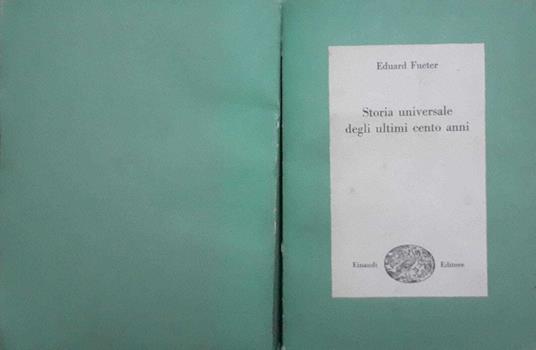 Eduard Fueter
Storia universale
degli ultimi cento anni
Einaudi Editore